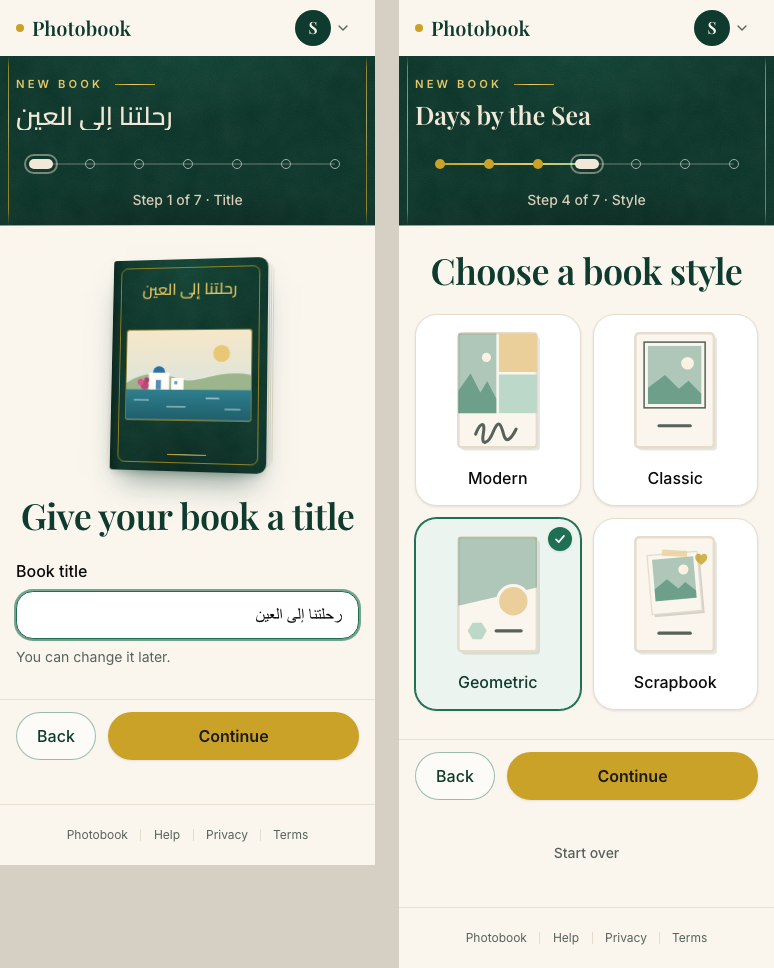 Photobook
S
NEW BOOK
رحلتنا إلى العين
Step 1 of 7 · Title
رحلتنا إلى العين
Give your book a title
Book title
رحلتنا إلى العين
You can change it later.
Back
Continue
Photobook
Help
Privacy
Terms
Photobook
S
NEW BOOK
Days by the Sea
Step 4 of 7 · Style
Choose a book style
Modern
Classic
Geometric
Scrapbook
Back
Continue
Start over
Photobook
Help
Privacy
Terms